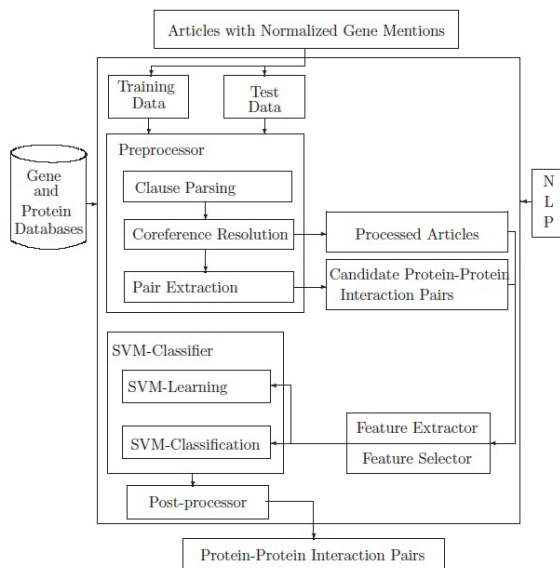 Articles with Normalized Gene Mentions
Training
Data
Test
Data
Preprocessor
Gene
and
Protein
Databases
Clause Parsing
Coreference Resolution
Pair Extraction
Processed Articles
Candidate Protein-Protein
Interaction Pairs
N
L
P
SVM-Classifier
SVM-Learning
SVM-Classification
Feature Extractor
Feature Selector
Post-processor
Protein-Protein Interaction Pairs